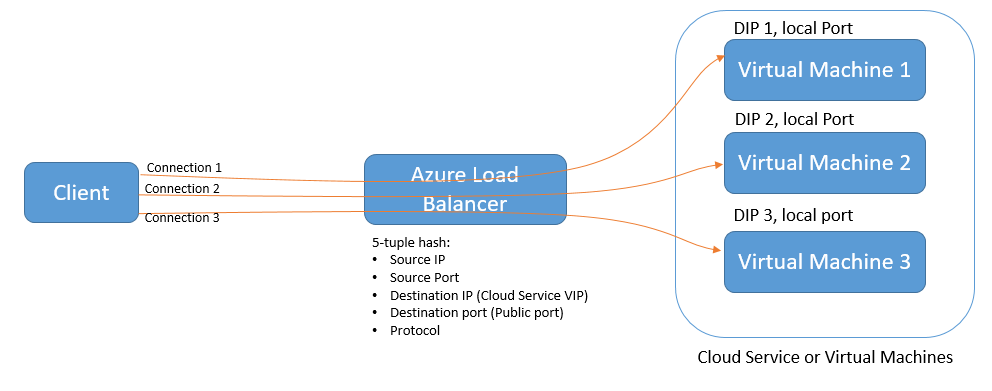 DIP 1, local Port
Virtual Machine 1
DIP 2, local Port
Virtual Machine 2
DIP 3, local port
Virtual Machine 3
Cloud Service or Virtual Machines
Client
Connection 1
Connection 2
Connection 3
Azure Load
Balancer
5-tuple hash:
• Source IP
• Source Port
• Destination IP (Cloud Service VIP)
• Destination port (Public port)
• Protocol